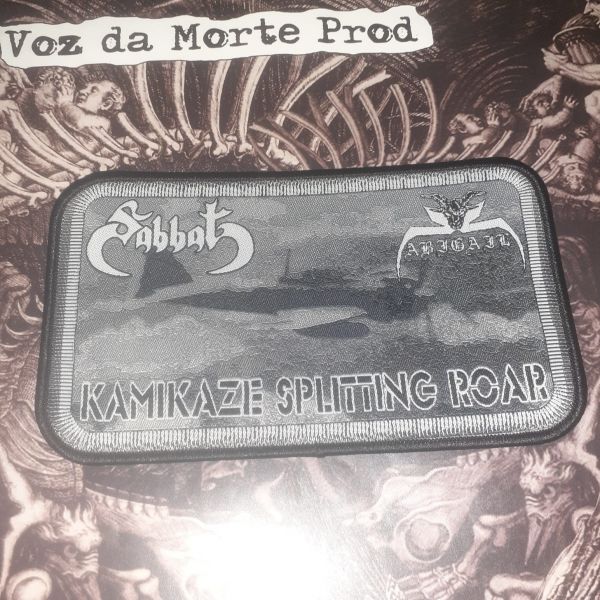 Voz da Morte Prod
Sabbat
ABIGAIL
KAMIKAZE SPLITTING ROAR